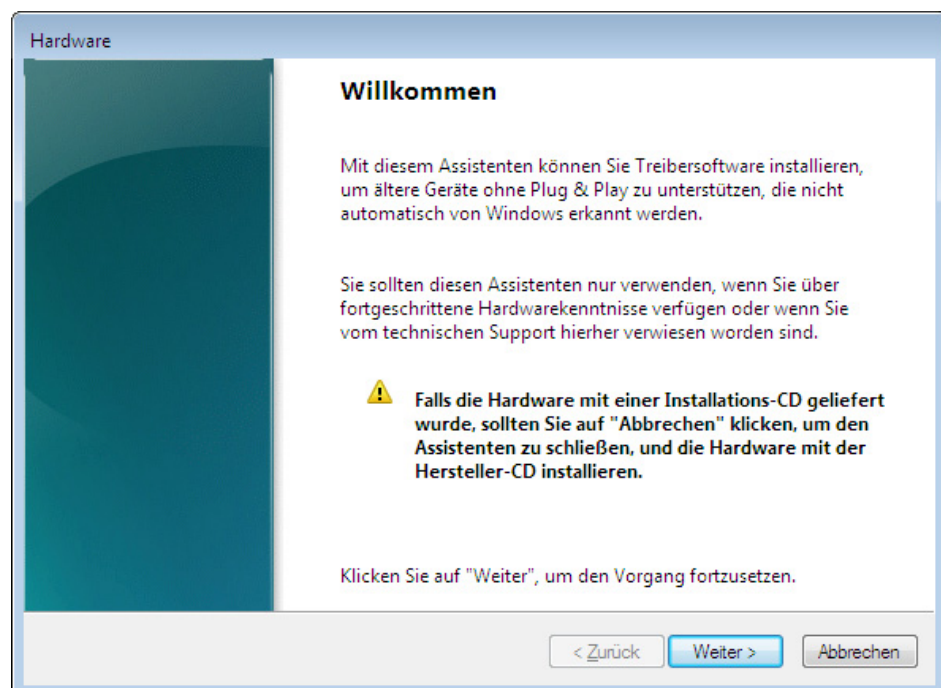 Hardware
Willkommen
Mit diesem Assistenten können Sie Treibersoftware installieren,
um ältere Geräte ohne Plug & Play zu unterstützen, die nicht
automatisch von Windows erkannt werden.
Sie sollten diesen Assistenten nur verwenden, wenn Sie über
fortgeschrittene Hardwarekenntnisse verfügen oder wenn Sie
vom technischen Support hierher verwiesen worden sind.
Falls die Hardware mit einer Installations-CD geliefert
wurde, sollten Sie auf "Abbrechen" klicken, um den
Assistenten zu schließen, und die Hardware mit der
Hersteller-CD installieren.
Klicken Sie auf "Weiter", um den Vorgang fortzusetzen.
< Zurück Weiter > Abbrechen